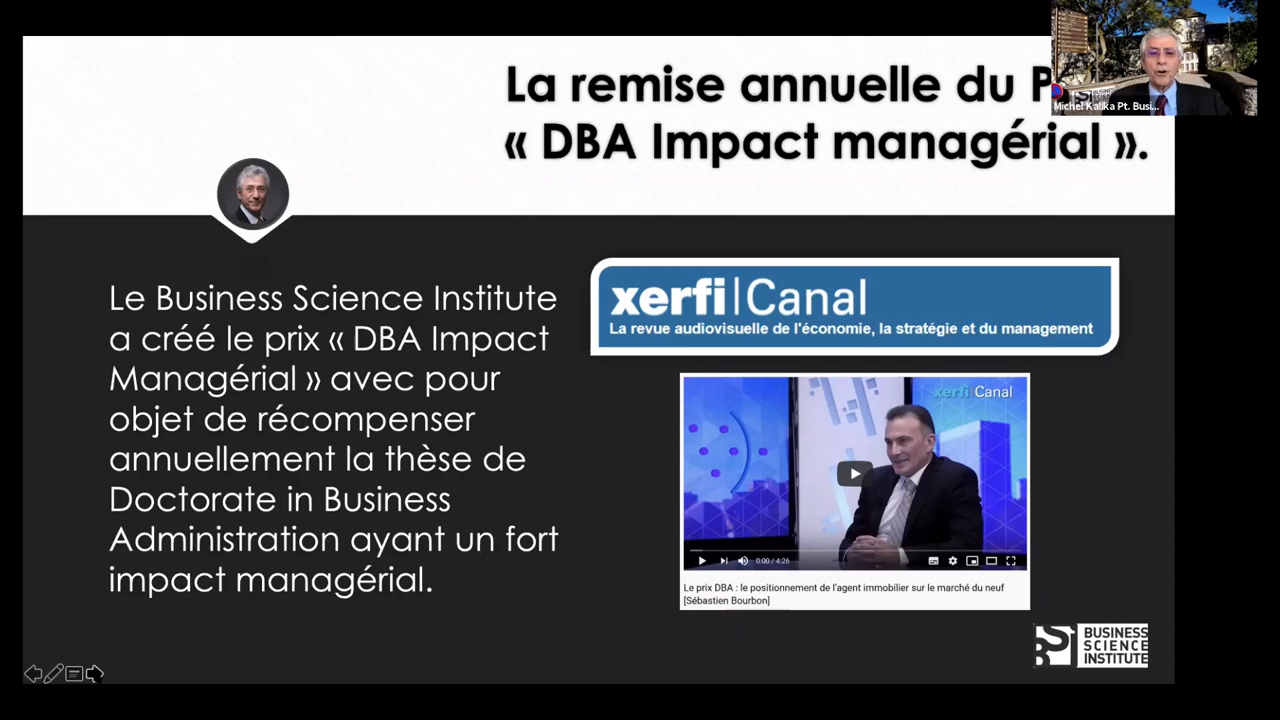 La remise annuelle du P
« DBA Impact managérial ».
Michel Kalika Pt. Busi...
Le Business Science Institute
a créé le prix « DBA Impact
Managérial » avec pour
objet de récompenser
annuellement la thèse de
Doctorate in Business
Administration ayant un fort
impact managérial.
xerfi|Canal
La revue audiovisuelle de l'économie, la stratégie et du management
xerfi Canal
0:00 / 4:26
Le prix DBA : le positionnement de l'agent immobilier sur le marché du neuf
[Sébastien Bourbon]
BUSINESS
SCIENCE
INSTITUTE